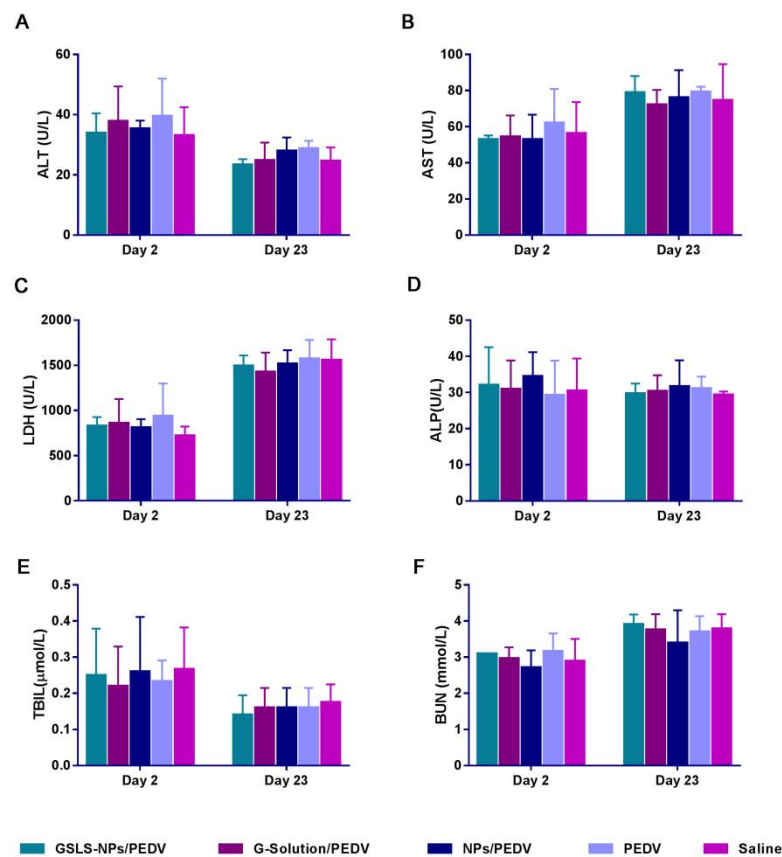 A
60
40
20
0
ALT (U/L)
Day 2 Day 23
B
100
80
60
40
20
0
AST (U/L)
Day 2 Day 23
C
2000
1500
1000
500
0
LDH (U/L)
Day 2 Day 23
D
50
40
30
20
10
0
ALP(U/L)
Day 2 Day 23
E
0.5
0.4
0.3
0.2
0.1
0.0
TBIL(μmol/L)
Day 2 Day 23
F
5
4
3
2
1
0
BUN (mmol/L)
Day 2 Day 23
GSLS-NPs/PEDV G-Solution/PEDV NPs/PEDV PEDV Saline